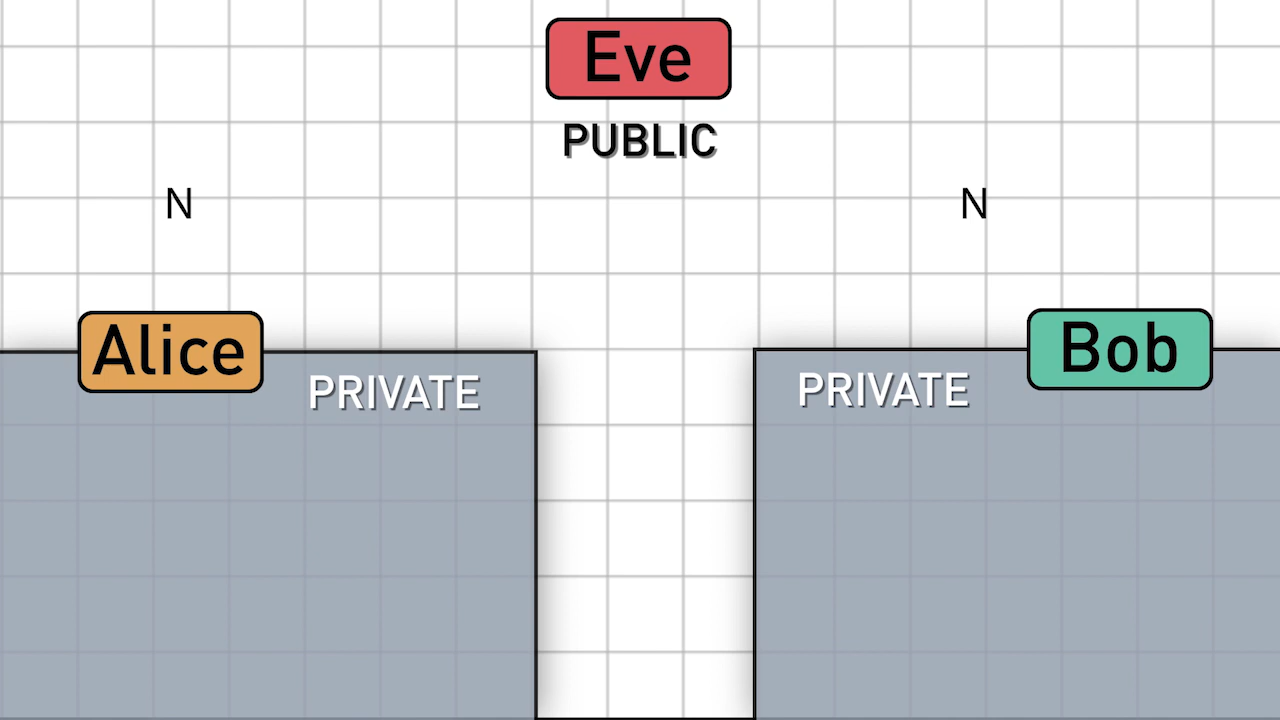 Eve
PUBLIC
N
N
Alice
PRIVATE
PRIVATE
Bob